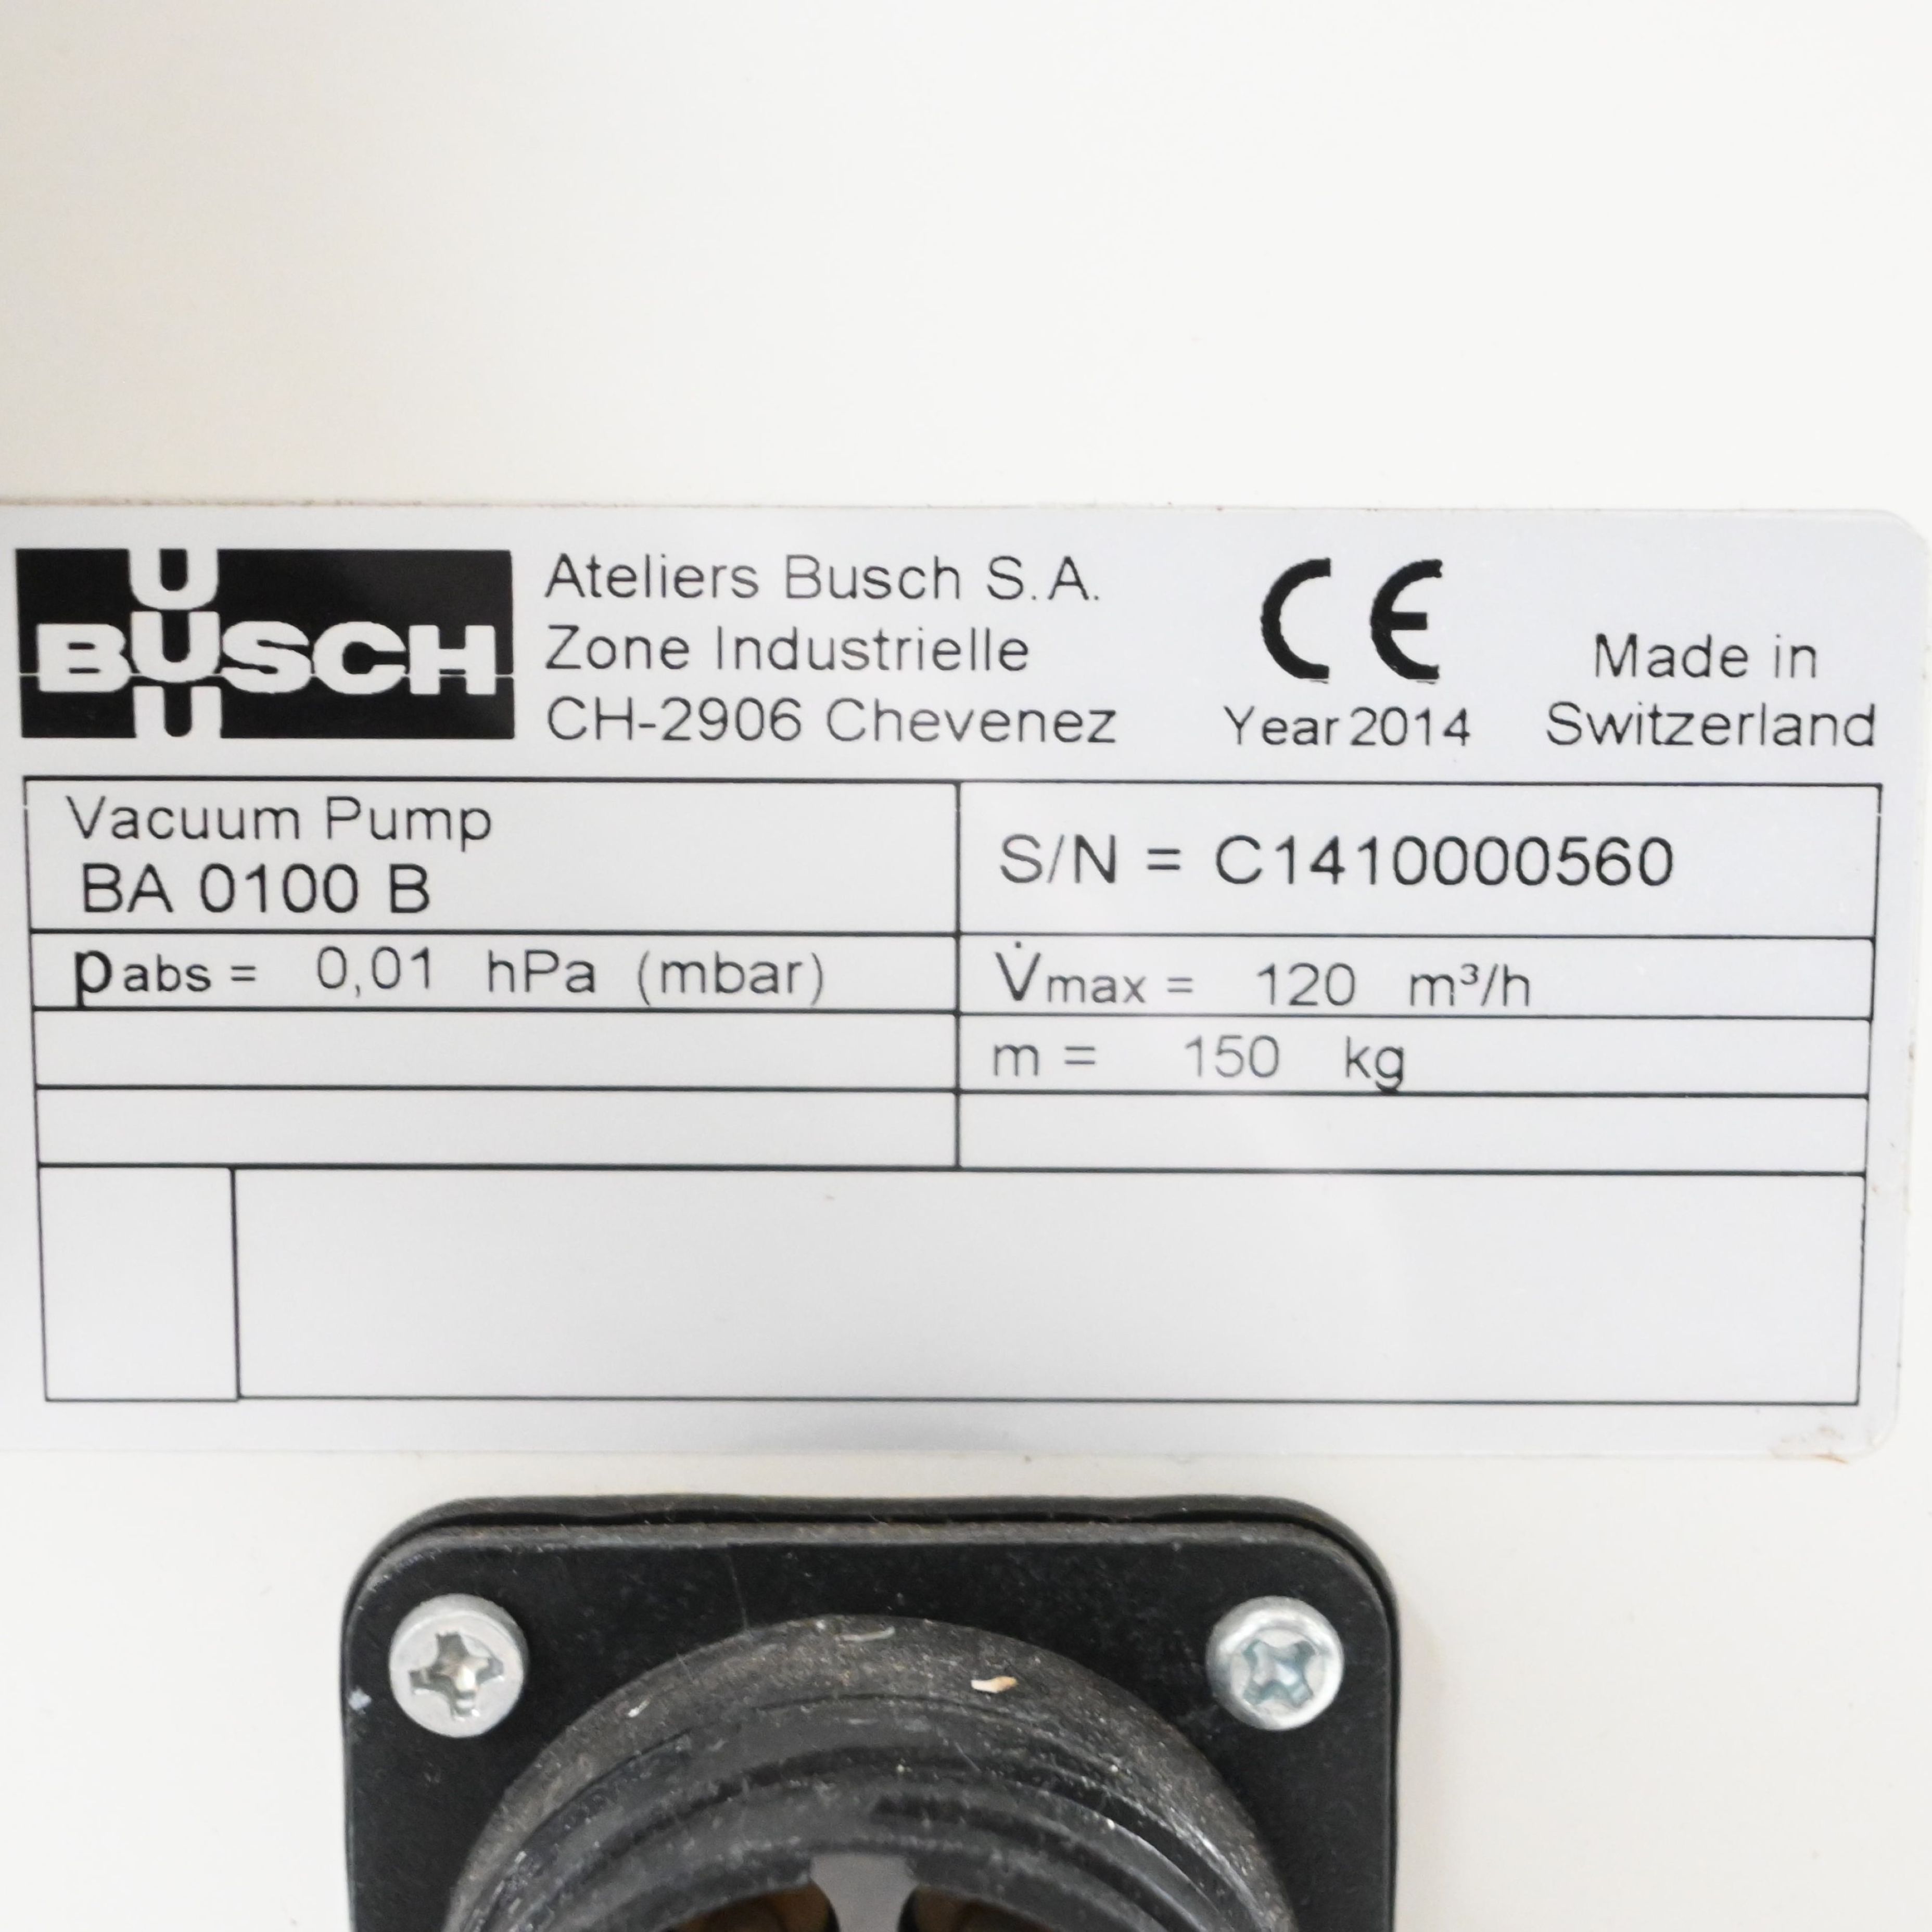 BUSCH
Ateliers Busch S.A.
Zone Industrielle
CH-2906 Chevenez
CE
Year 2014
Made in
Switzerland
Vacuum Pump
BA 0100 B
S/N = C1410000560
pabs = 0,01 hPa (mbar)
V̇max = 120 m³/h
m = 150 kg